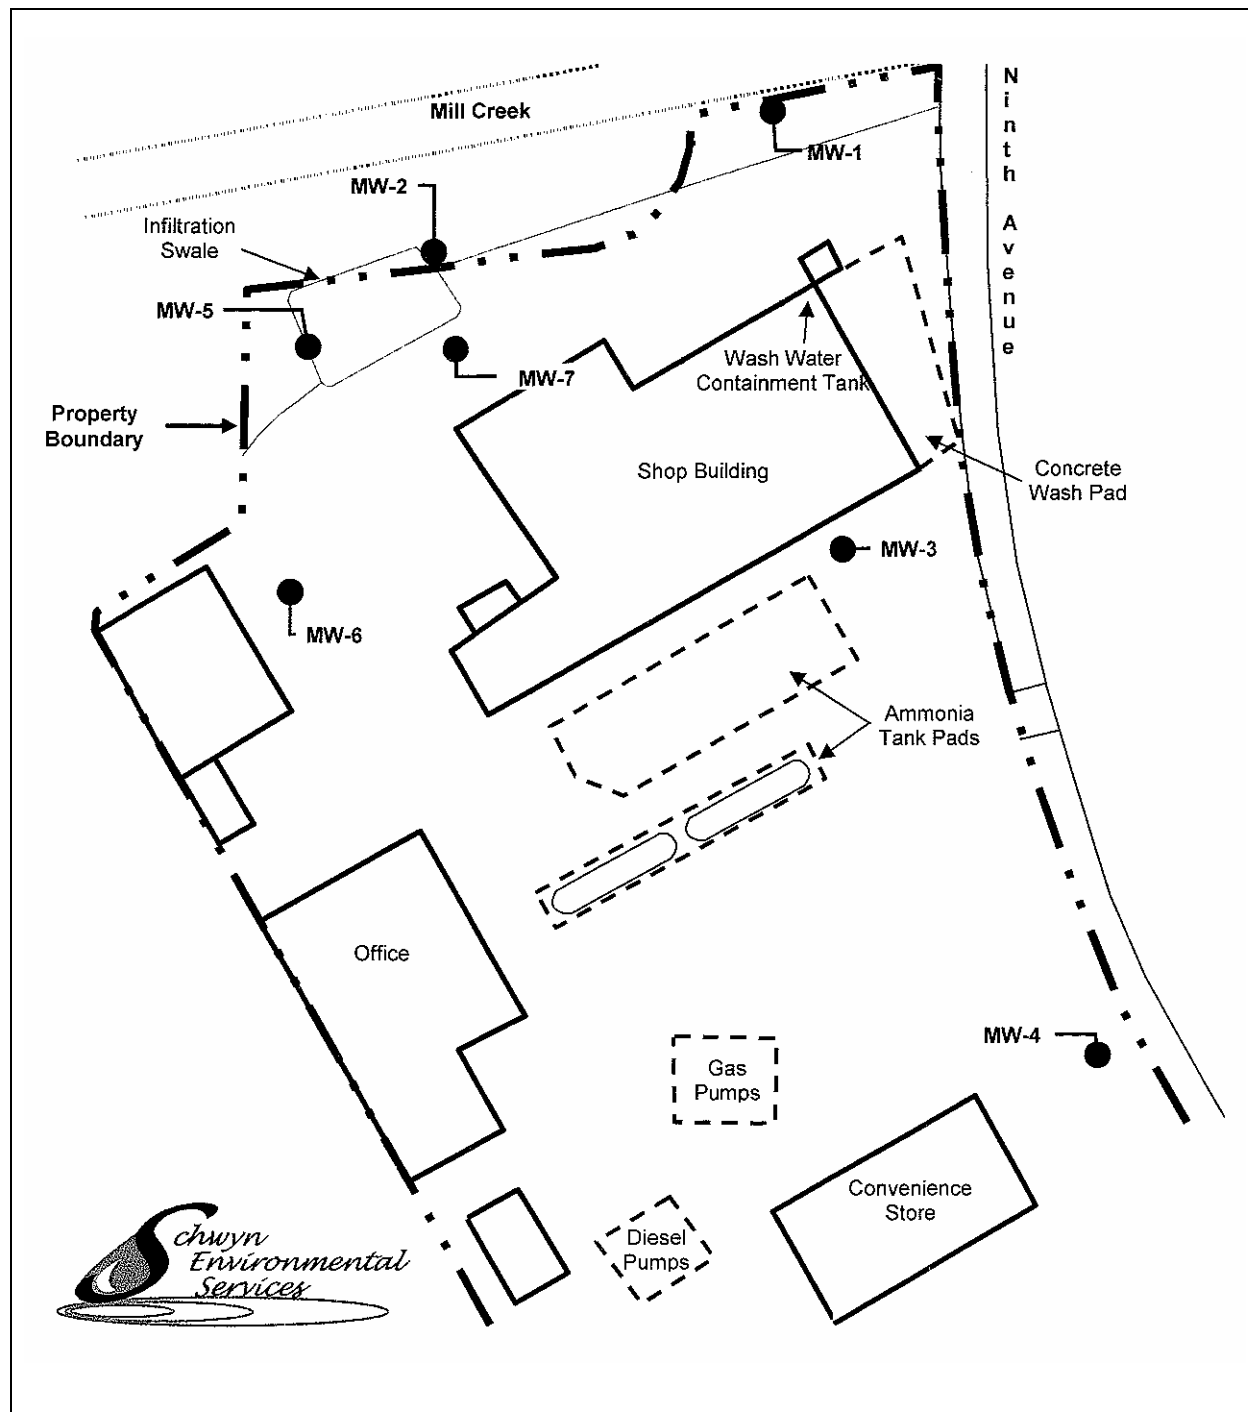 Mill Creek
MW-1
MW-2
Infiltration
Swale
MW-5
MW-7
Ninth Avenue
Wash Water
Containment Tank
Property
Boundary
Shop Building
Concrete
Wash Pad
MW-3
MW-6
Ammonia
Tank Pads
Office
MW-4
Gas
Pumps
Convenience
Store
Diesel
Pumps
Schwyn
Environmental
Services